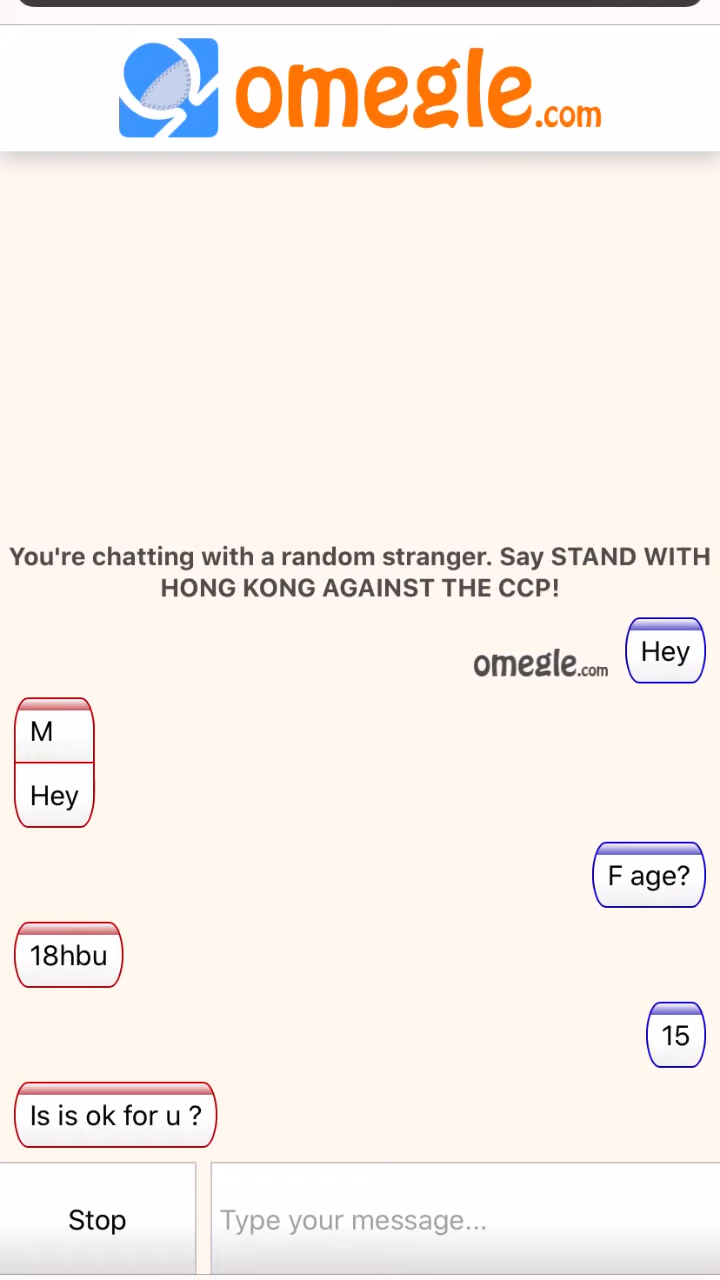 omegle.com
You're chatting with a random stranger. Say STAND WITH
HONG KONG AGAINST THE CCP!
Hey
omegle.com
M
Hey
F age?
18hbu
15
Is is ok for u ?
Stop
Type your message...